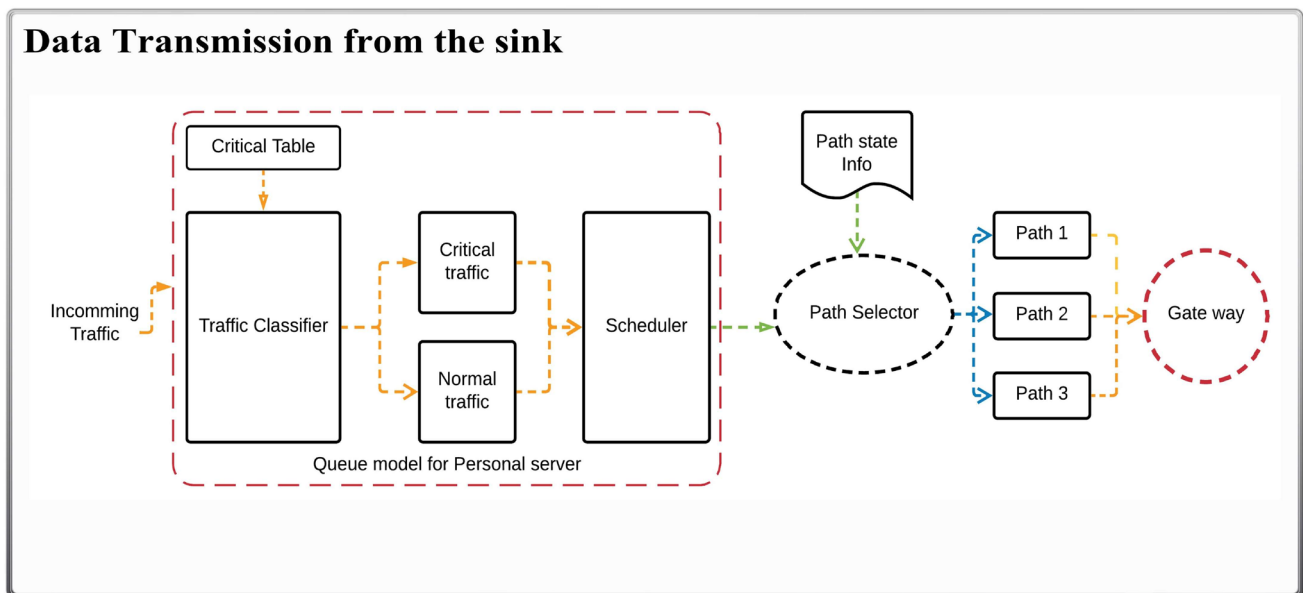 Data Transmission from the sink
Critical Table
Path state
Info
Incomming
Traffic
Traffic Classifier
Critical
traffic
Normal
traffic
Scheduler
Path Selector
Path 1
Path 2
Path 3
Gate way
Queue model for Personal server